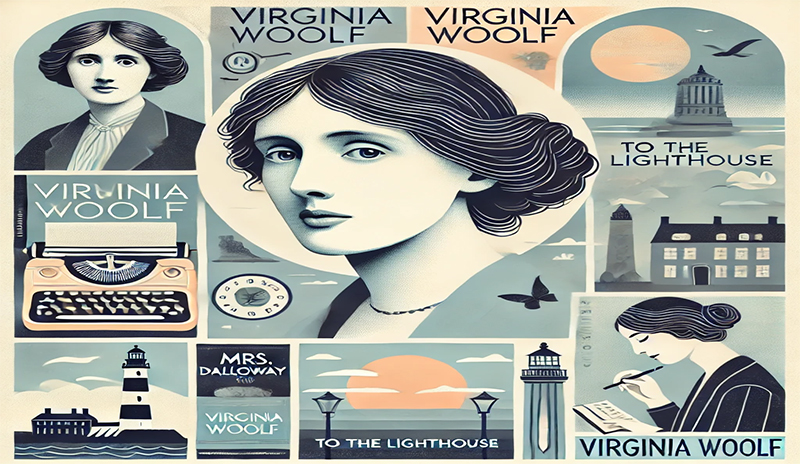 VIRGINIA
WOOLF
VIRGINIA
WOOLF
TO THE
LIGHTHOUSE
VIRGINIA
WOOLF
MRS.
DALLOWAY
VIRGINIA
WOOLF
TO THE LIGHTHOUSE
VIRGINIA WOOLF